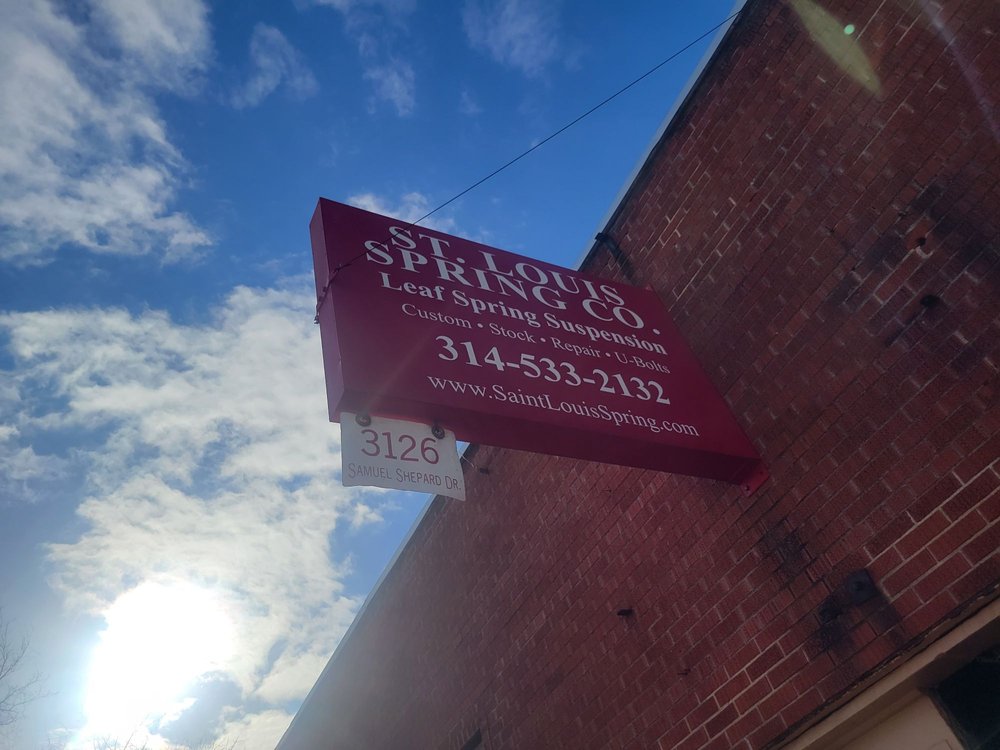 ST. LOUIS
SPRING CO.
Leaf Spring Suspension
Custom • Stock • Repair • U-Bolts
314-533-2132
www.SaintLouisSpring.com
3126
SAMUEL SHEPARD DR.